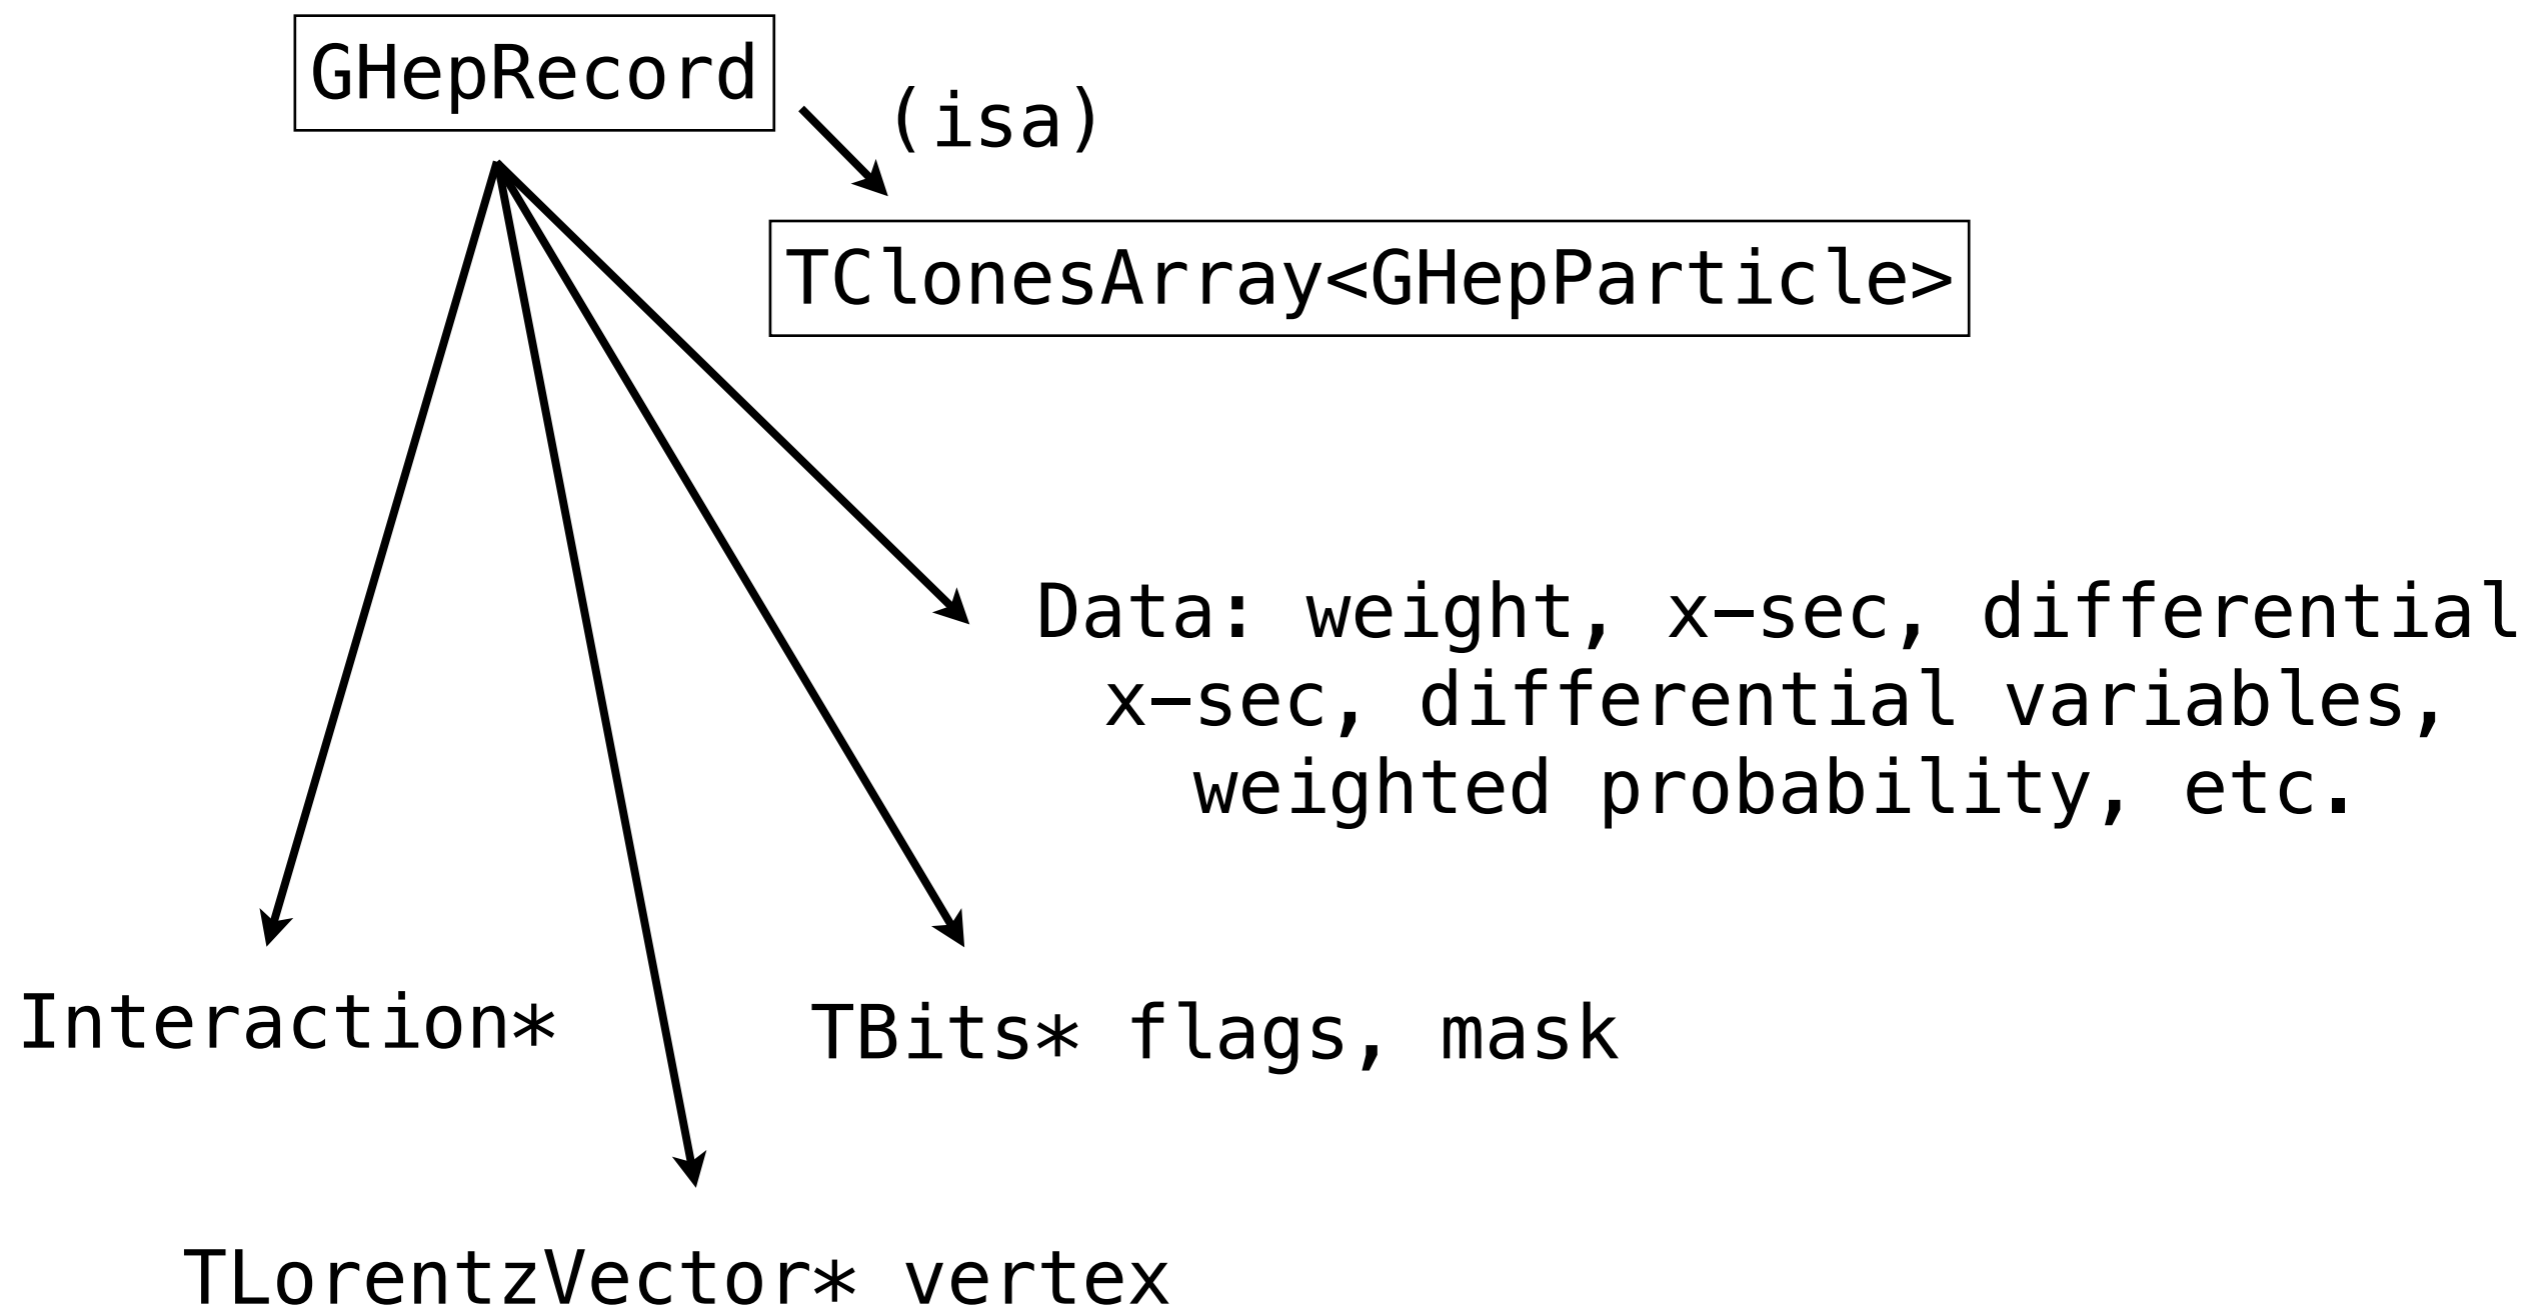 GHepRecord
(isa)
TClonesArray<GHepParticle>
Data: weight, x-sec, differential
x-sec, differential variables,
weighted probability, etc.
Interaction*
TBits* flags, mask
TLorentzVector* vertex